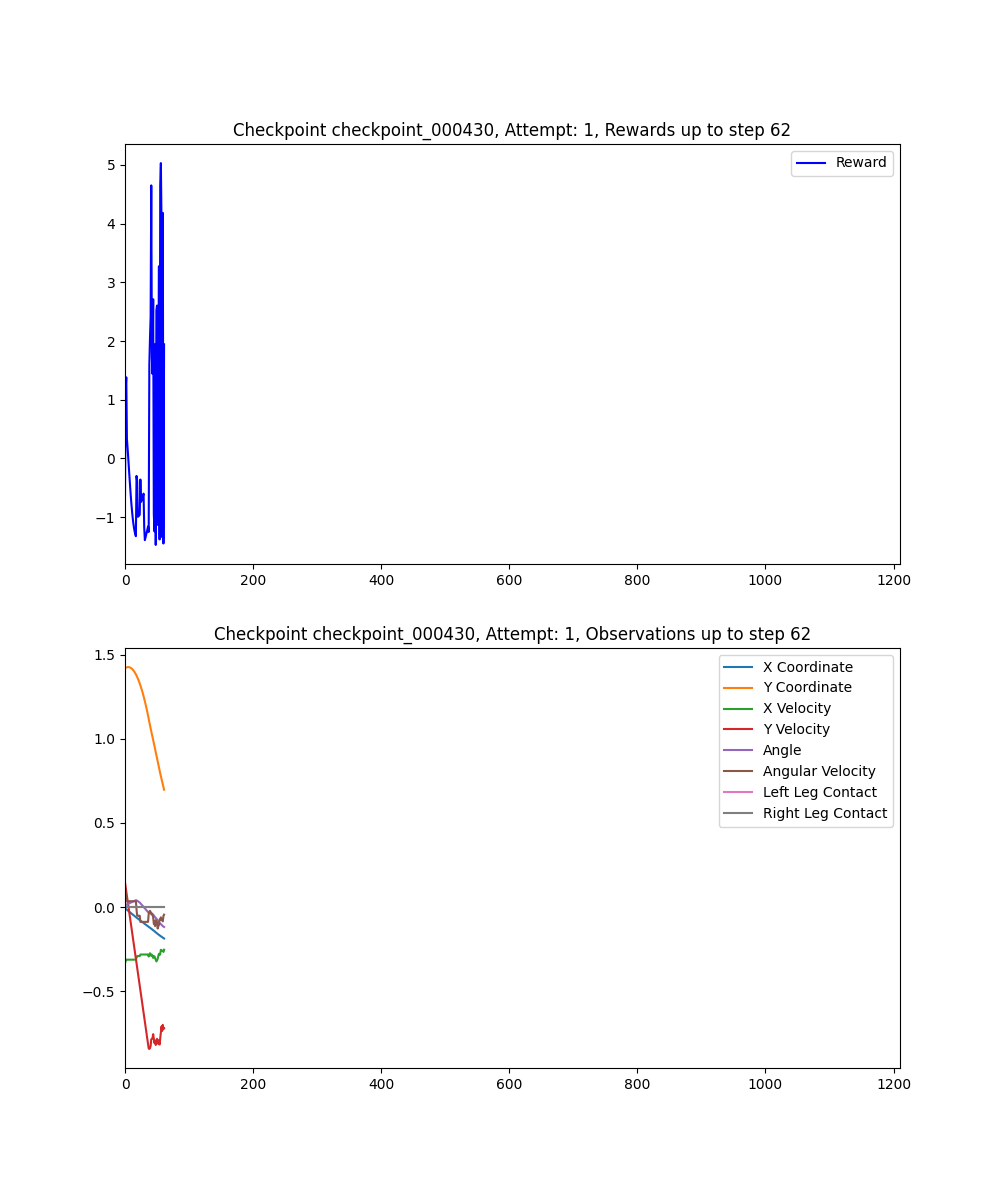 Checkpoint checkpoint_000430, Attempt: 1, Rewards up to step 62
5
4
3
2
1
0
−1
Reward
0 200 400 600 800 1000 1200
Checkpoint checkpoint_000430, Attempt: 1, Observations up to step 62
1.5
1.0
0.5
0.0
−0.5
X Coordinate
Y Coordinate
X Velocity
Y Velocity
Angle
Angular Velocity
Left Leg Contact
Right Leg Contact
0 200 400 600 800 1000 1200